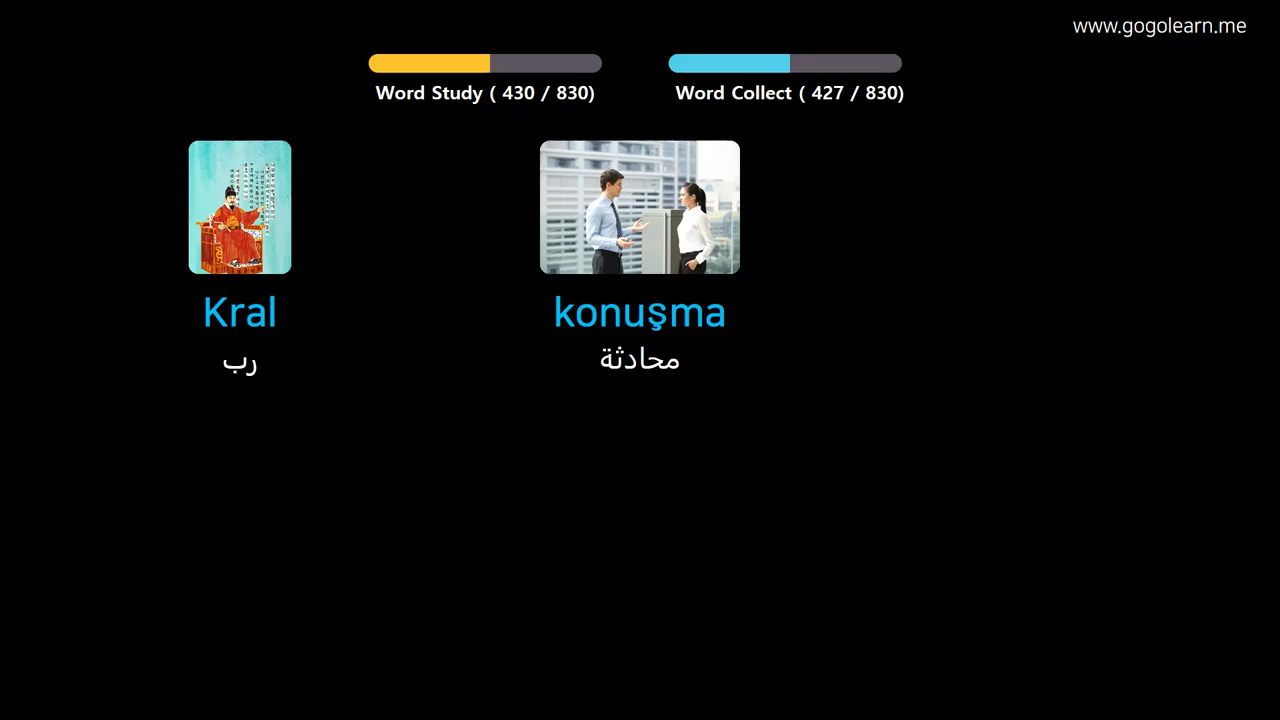 www.gogolearn.me
Word Study ( 430 / 830)
Word Collect ( 427 / 830)
Kral
رب
konuşma
محادثة